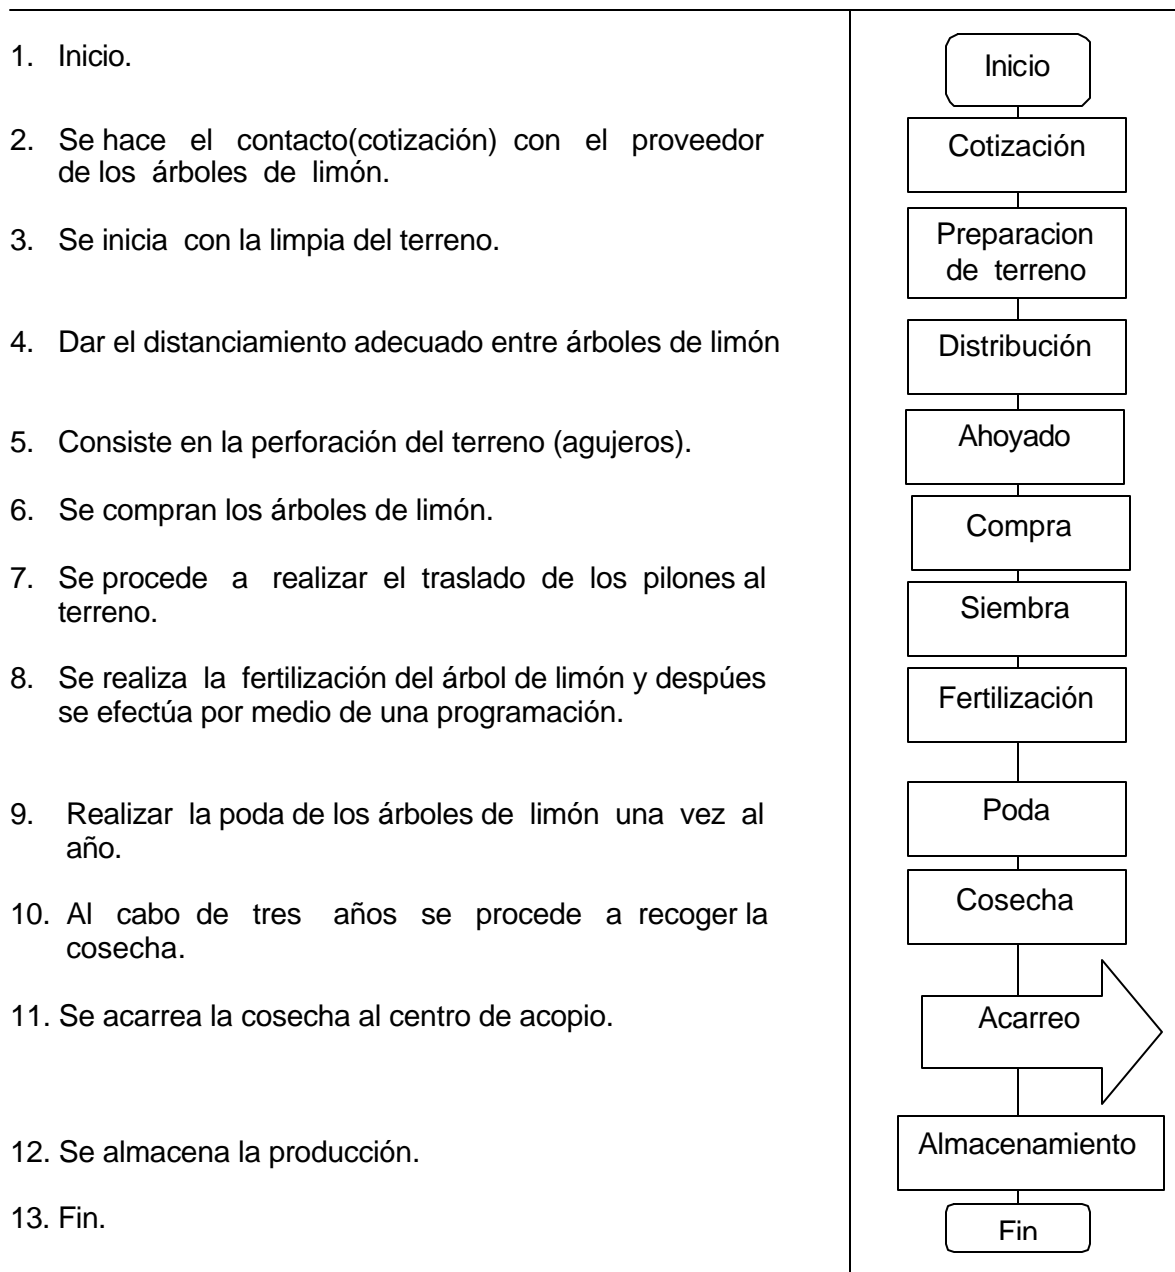 1. Inicio.
2. Se hace el contacto(cotización) con el proveedor
de los árboles de limón.
3. Se inicia con la limpia del terreno.
4. Dar el distanciamiento adecuado entre árboles de limón
5. Consiste en la perforación del terreno (agujeros).
6. Se compran los árboles de limón.
7. Se procede a realizar el traslado de los pilones al
terreno.
8. Se realiza la fertilización del árbol de limón y despúes
se efectúa por medio de una programación.
9. Realizar la poda de los árboles de limón una vez al
año.
10. Al cabo de tres años se procede a recoger la
cosecha.
11. Se acarrea la cosecha al centro de acopio.
12. Se almacena la producción.
13. Fin.
Inicio
Cotización
Preparacion
de terreno
Distribución
Ahoyado
Compra
Siembra
Fertilización
Poda
Cosecha
Acarreo
Almacenamiento
Fin